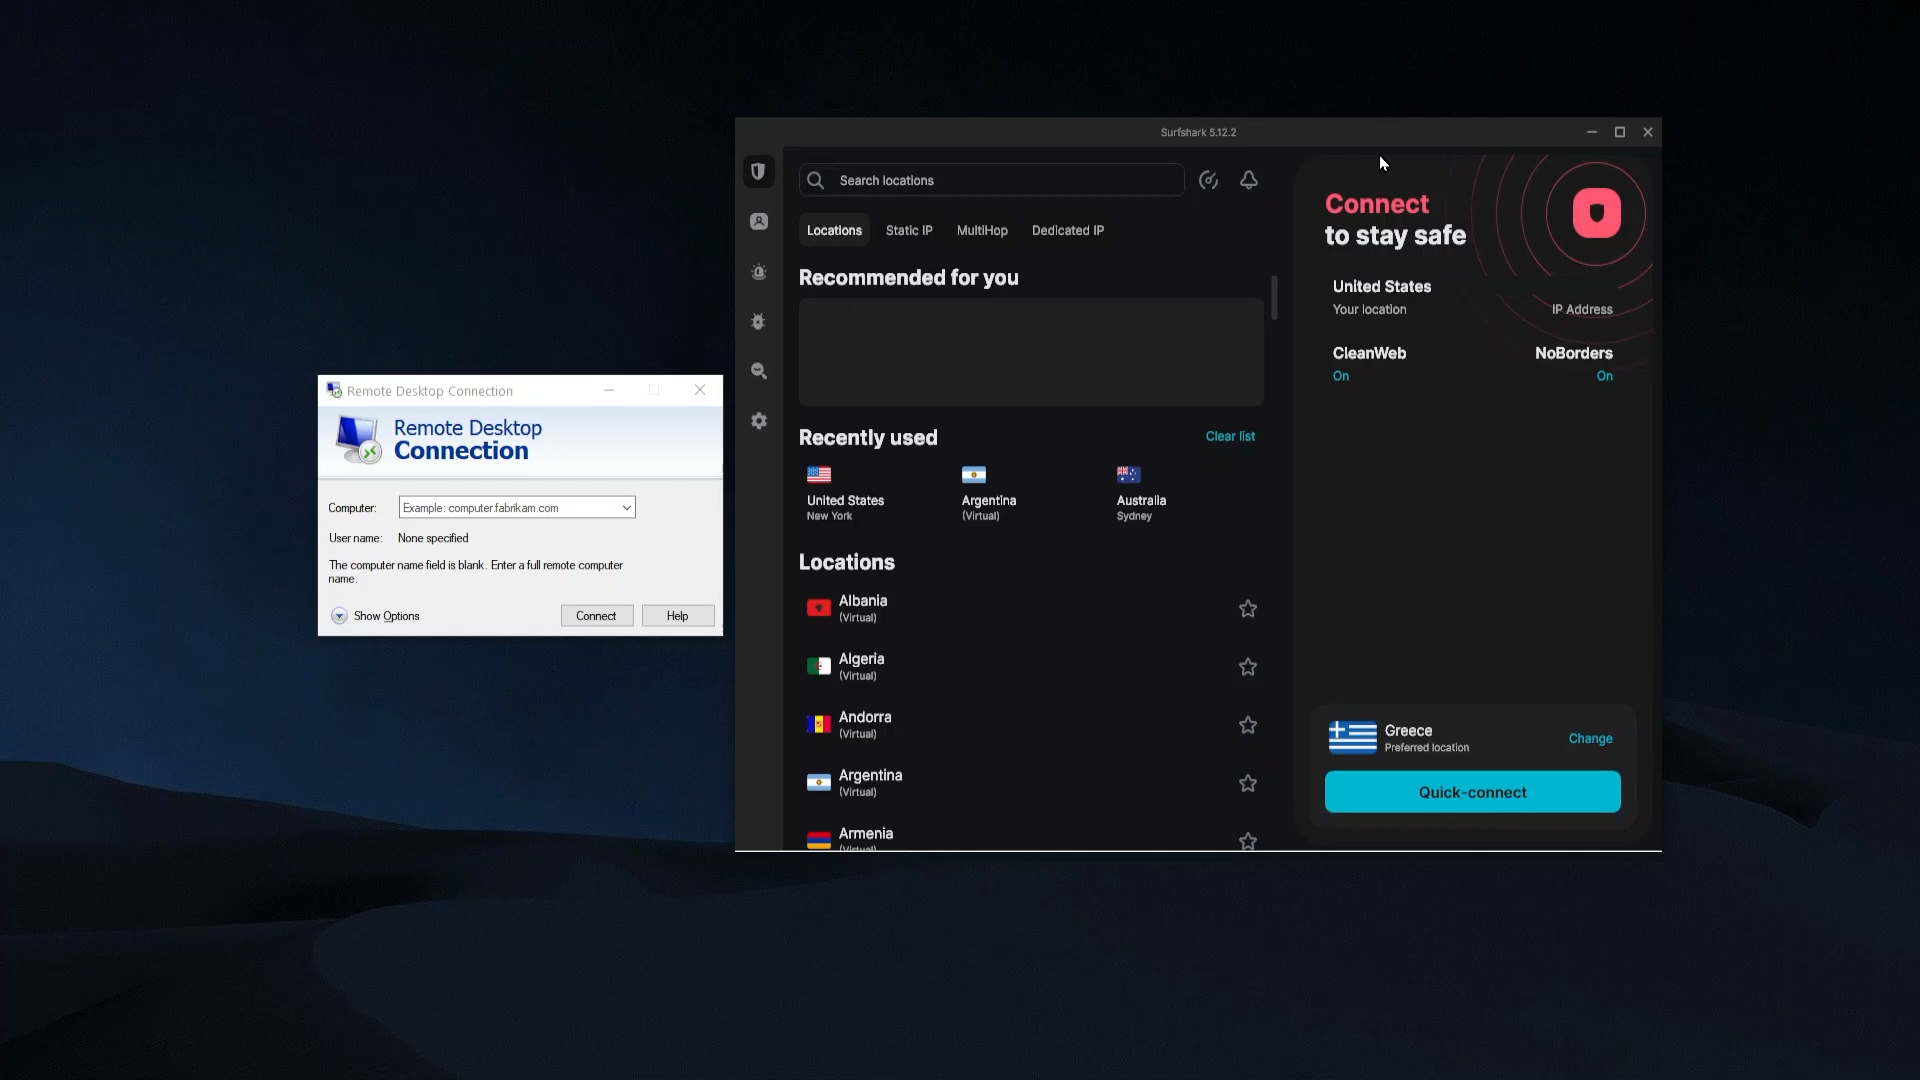 Surfshark 5.12.2
Search locations
Locations Static IP MultiHop Dedicated IP
Recommended for you
Recently used
Clear list
United States
New York
Argentina
(Virtual)
Australia
Sydney
Locations
Albania
(Virtual)
Algeria
(Virtual)
Andorra
(Virtual)
Argentina
(Virtual)
Armenia
(Virtual)
Connect
to stay safe
United States
Your location
IP Address
CleanWeb
On
NoBorders
On
Greece
Preferred location
Change
Quick-connect
Remote Desktop Connection
Remote Desktop
Connection
Computer:
Example: computer.fabrikam.com
User name: None specified
The computer name field is blank. Enter a full remote computer
name.
Show Options
Connect
Help